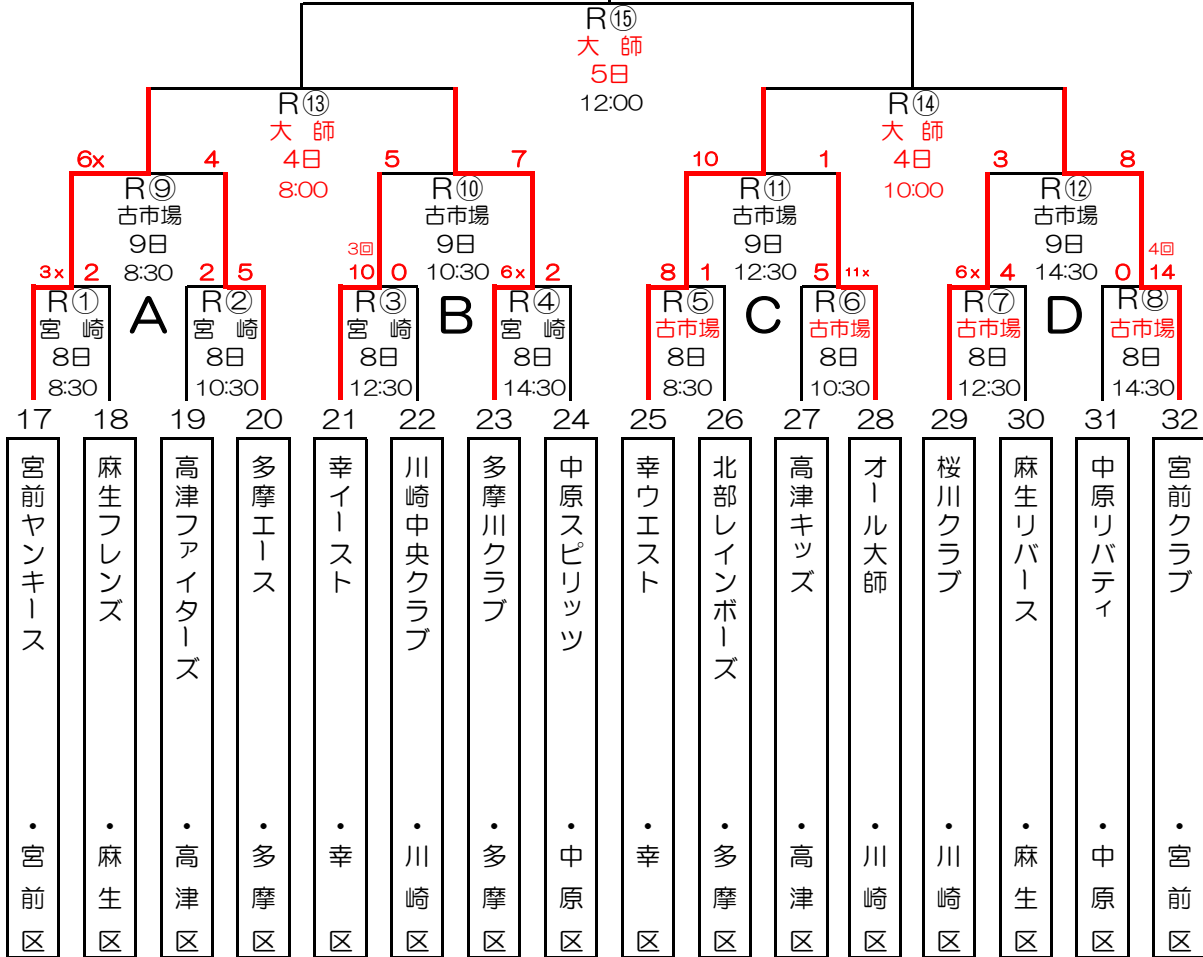 R⑮
大 師
5日
12:00
R⑬
大 師
4日
8:00
R⑭
大 師
4日
10:00
6x 4 5 7 10 1 3 8
R⑨
古市場
9日
8:30
R⑩
古市場
9日
10:30
R⑪
古市場
9日
12:30
R⑫
古市場
9日
14:30
3回 4回
3x 2 2 5 10 0 6x 2 8 1 5 11x 6x 4 0 14
A B C D
R①
宮 崎
8日
8:30
R②
宮 崎
8日
10:30
R③
宮 崎
8日
12:30
R④
宮 崎
8日
14:30
R⑤
古市場
8日
8:30
R⑥
古市場
8日
10:30
R⑦
古市場
8日
12:30
R⑧
古市場
8日
14:30
17 18 19 20 21 22 23 24 25 26 27 28 29 30 31 32
宮前ヤンキース ・宮前区
麻生フレンズ ・麻生区
高津ファイターズ ・高津区
多摩エース ・多摩区
幸イースト ・幸区
川崎中央クラブ ・川崎区
多摩川クラブ ・多摩区
中原スピリッツ ・中原区
幸ウエスト ・幸区
北部レインボーズ ・多摩区
高津キッズ ・高津区
オール大師 ・川崎区
桜川クラブ ・川崎区
麻生リバース ・麻生区
中原リバティ ・中原区
宮前クラブ ・宮前区